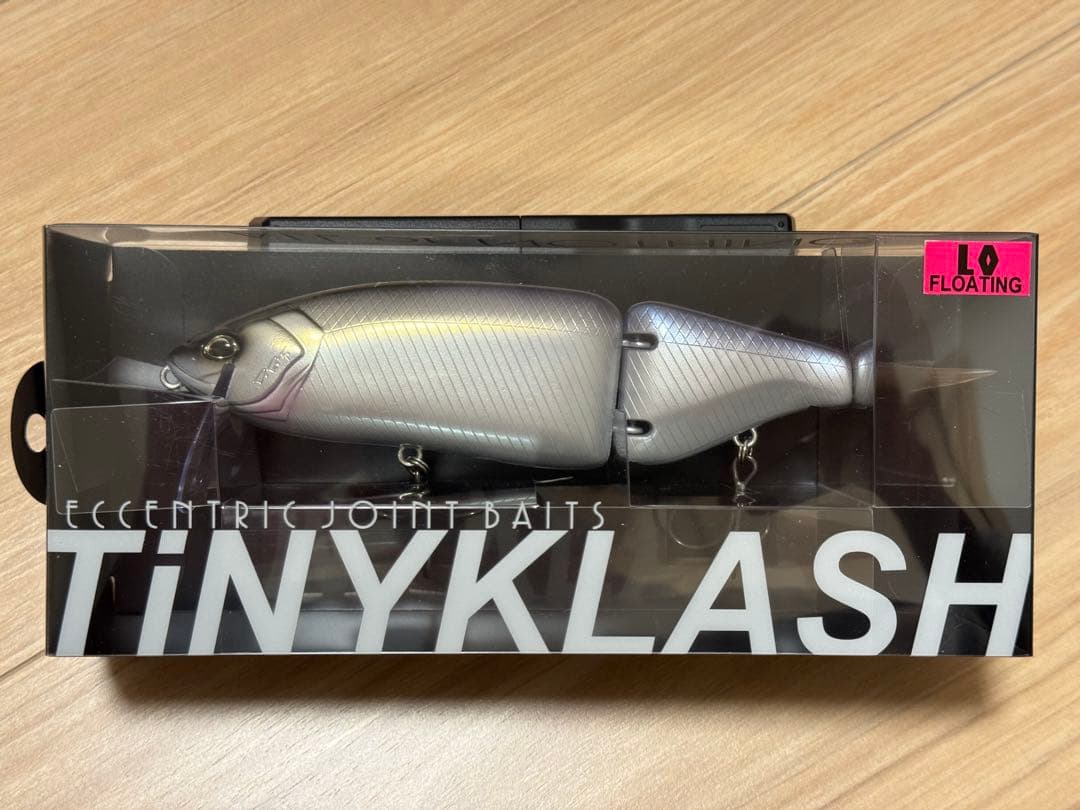 LO
FLOATING
ECCENTRIC JOINT BAITS
TiNYKLASH